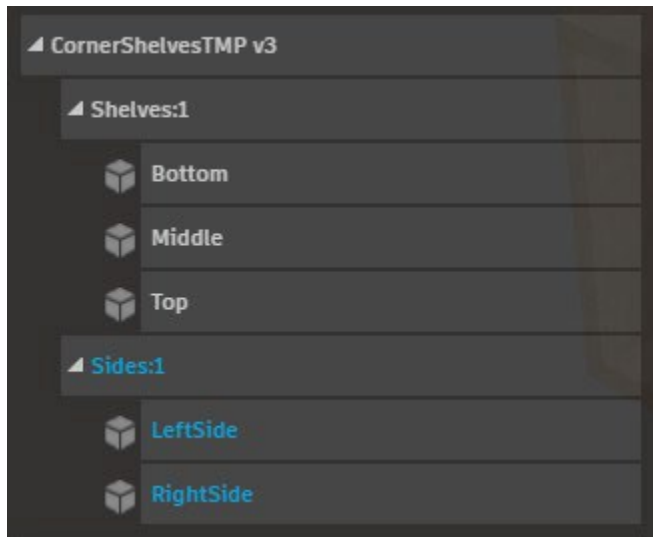 CornerShelvesTMP v3
Shelves:1
Bottom
Middle
Top
Sides:1
LeftSide
RightSide